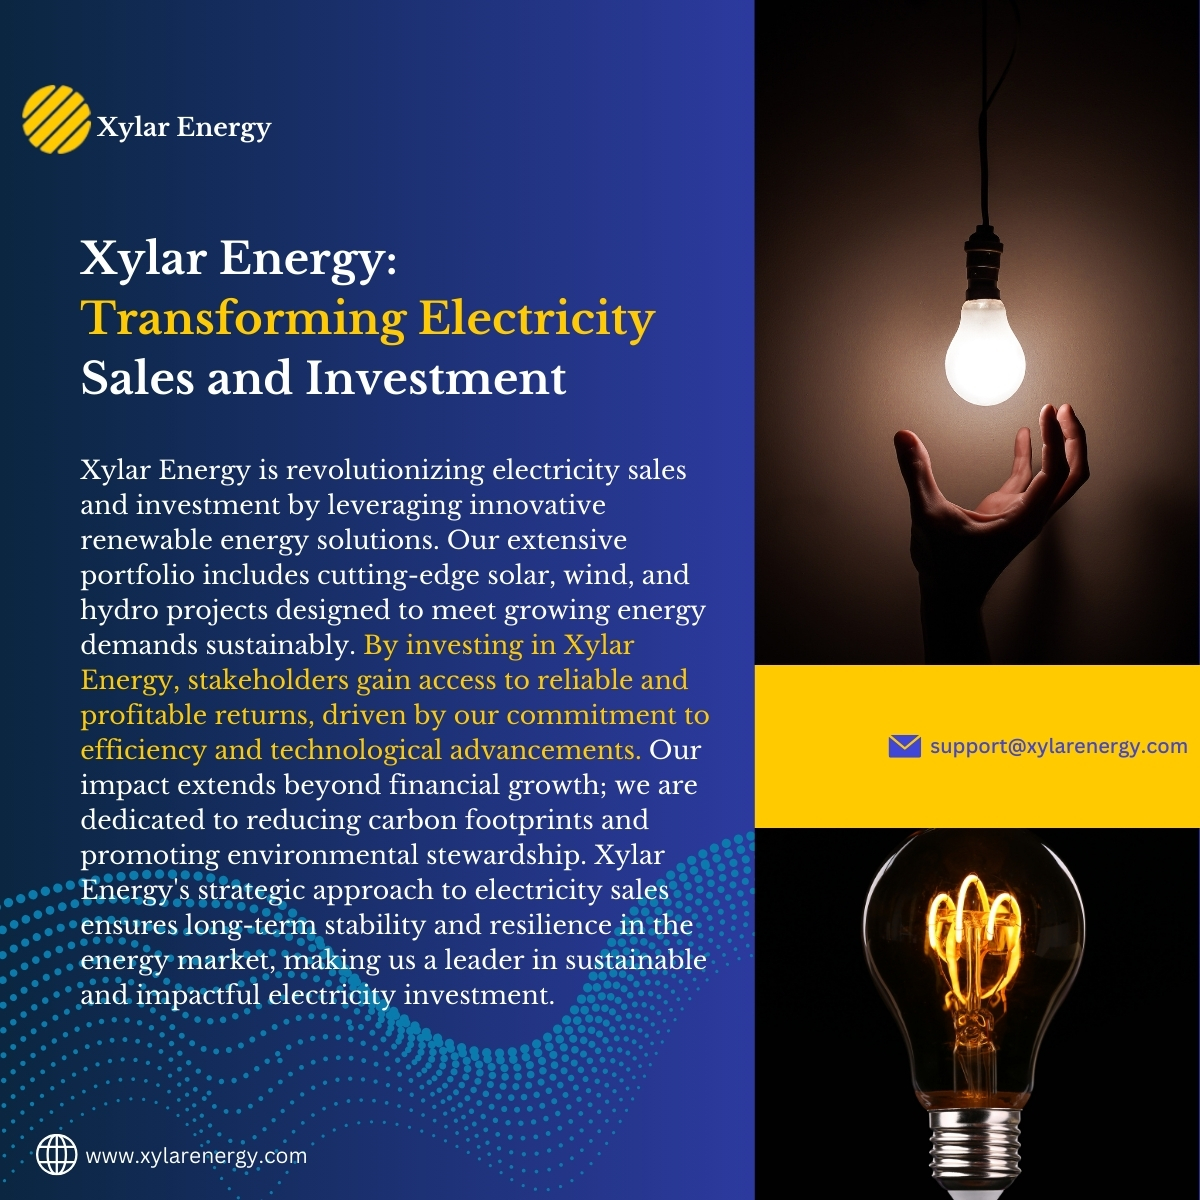 Xylar Energy
Xylar Energy:
Transforming Electricity
Sales and Investment
Xylar Energy is revolutionizing electricity sales
and investment by leveraging innovative
renewable energy solutions. Our extensive
portfolio includes cutting-edge solar, wind, and
hydro projects designed to meet growing energy
demands sustainably. By investing in Xylar
Energy, stakeholders gain access to reliable and
profitable returns, driven by our commitment to
efficiency and technological advancements. Our
impact extends beyond financial growth; we are
dedicated to reducing carbon footprints and
promoting environmental stewardship. Xylar
Energy's strategic approach to electricity sales
ensures long-term stability and resilience in the
energy market, making us a leader in sustainable
and impactful electricity investment.
www.xylarenergy.com
support@xylarenergy.com